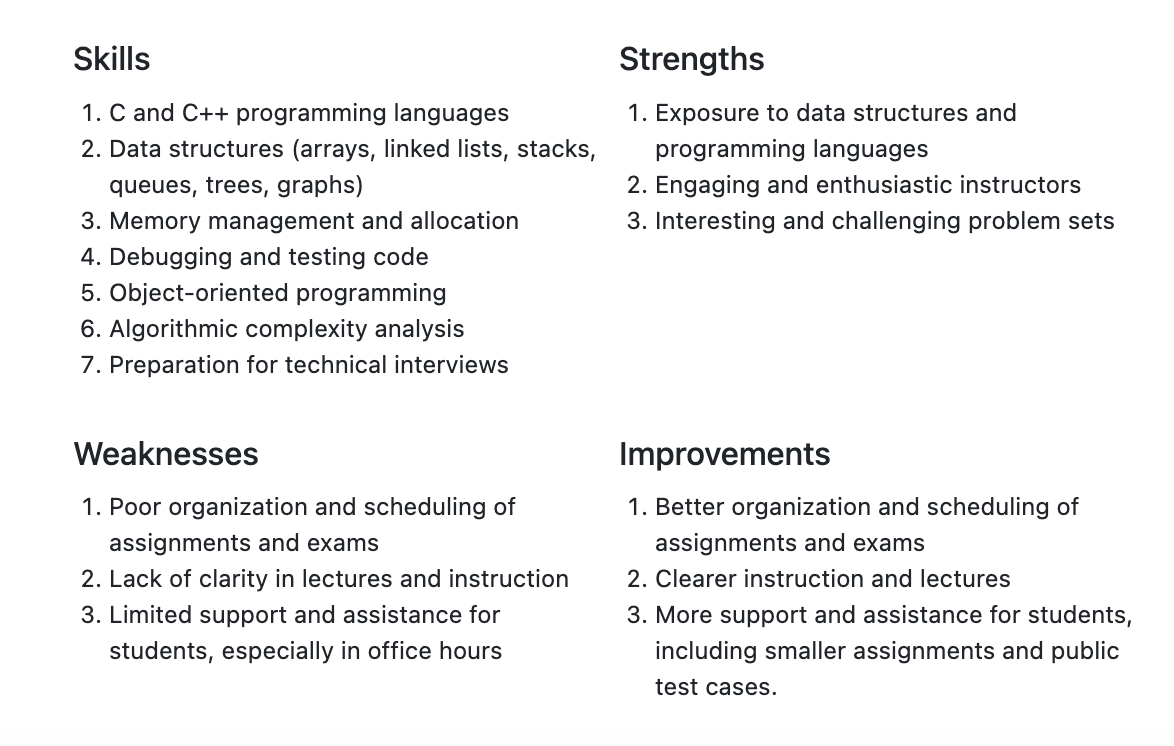 Skills
1. C and C++ programming languages
2. Data structures (arrays, linked lists, stacks,
queues, trees, graphs)
3. Memory management and allocation
4. Debugging and testing code
5. Object-oriented programming
6. Algorithmic complexity analysis
7. Preparation for technical interviews
Strengths
1. Exposure to data structures and
programming languages
2. Engaging and enthusiastic instructors
3. Interesting and challenging problem sets
Weaknesses
1. Poor organization and scheduling of
assignments and exams
2. Lack of clarity in lectures and instruction
3. Limited support and assistance for
students, especially in office hours
Improvements
1. Better organization and scheduling of
assignments and exams
2. Clearer instruction and lectures
3. More support and assistance for students,
including smaller assignments and public
test cases.